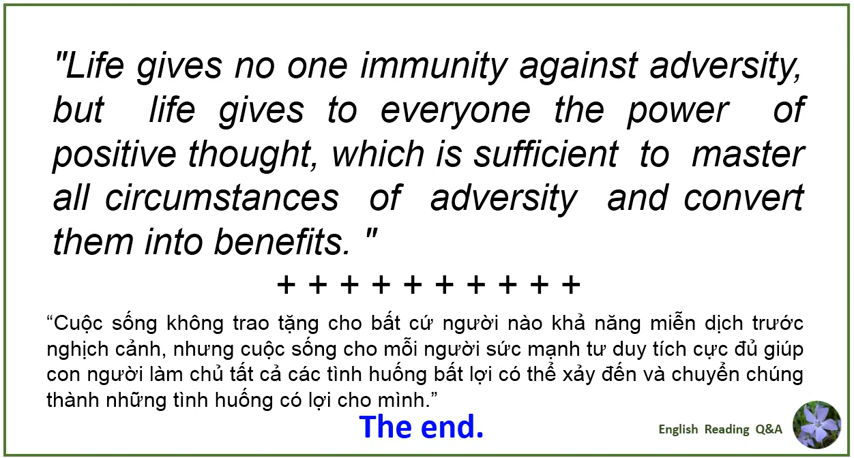 "Life gives no one immunity against adversity,
but life gives to everyone the power of
positive thought, which is sufficient to master
all circumstances of adversity and convert
them into benefits. "
+ + + + + + + + + +
“Cuộc sống không trao tặng cho bất cứ người nào khả năng miễn dịch trước
nghịch cảnh, nhưng cuộc sống cho mỗi người sức mạnh tư duy tích cực đủ giúp
con người làm chủ tất cả các tình huống bất lợi có thể xảy đến và chuyển chúng
thành những tình huống có lợi cho mình.”
The end.
English Reading Q&A